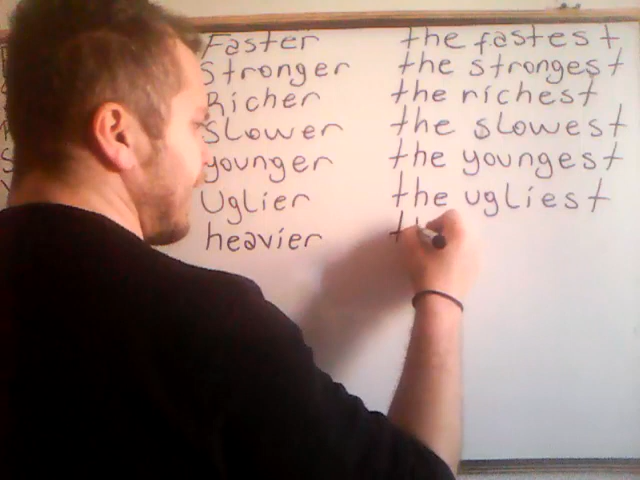 Faster the fastest
Stronger the strongest
Richer the richest
Slower the slowest
younger the youngest
Uglier the ugliest
heavier